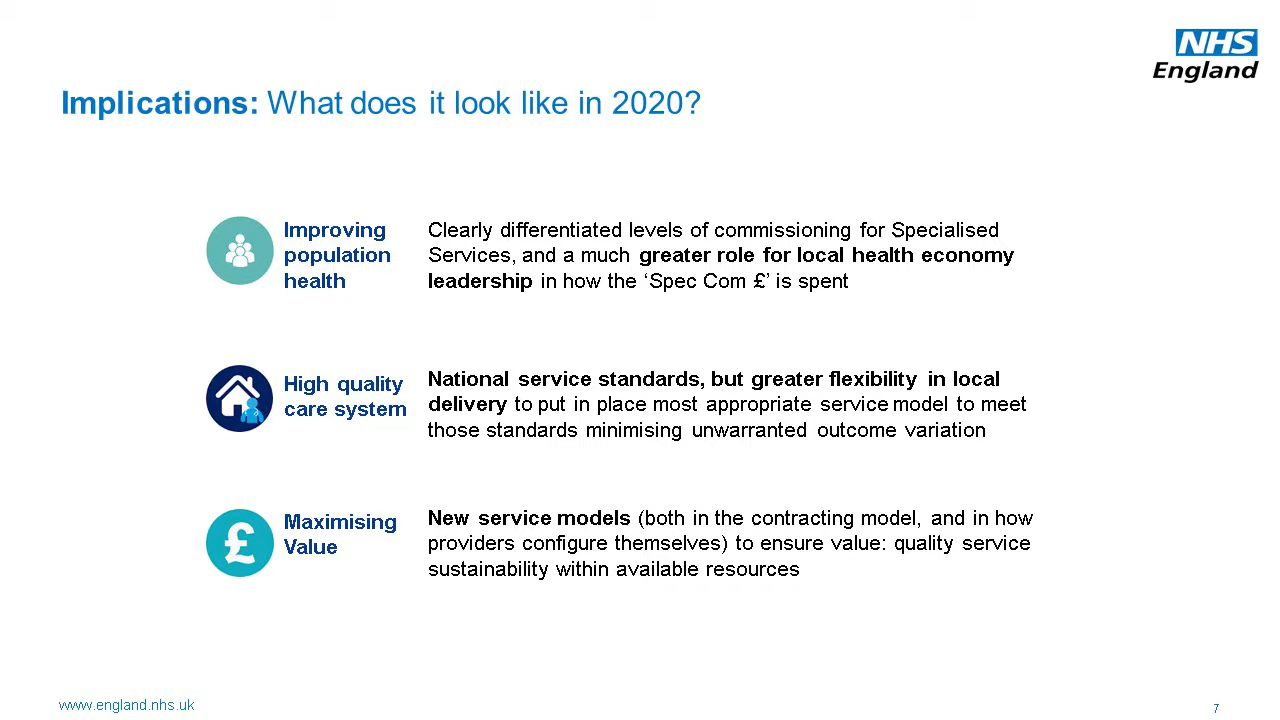 NHS
England
Implications: What does it look like in 2020?
Improving
population
health
Clearly differentiated levels of commissioning for Specialised
Services, and a much greater role for local health economy
leadership in how the ‘Spec Com £’ is spent
High quality
care system
National service standards, but greater flexibility in local
delivery to put in place most appropriate service model to meet
those standards minimising unwarranted outcome variation
£
Maximising
Value
New service models (both in the contracting model, and in how
providers configure themselves) to ensure value: quality service
sustainability within available resources
www.england.nhs.uk
7